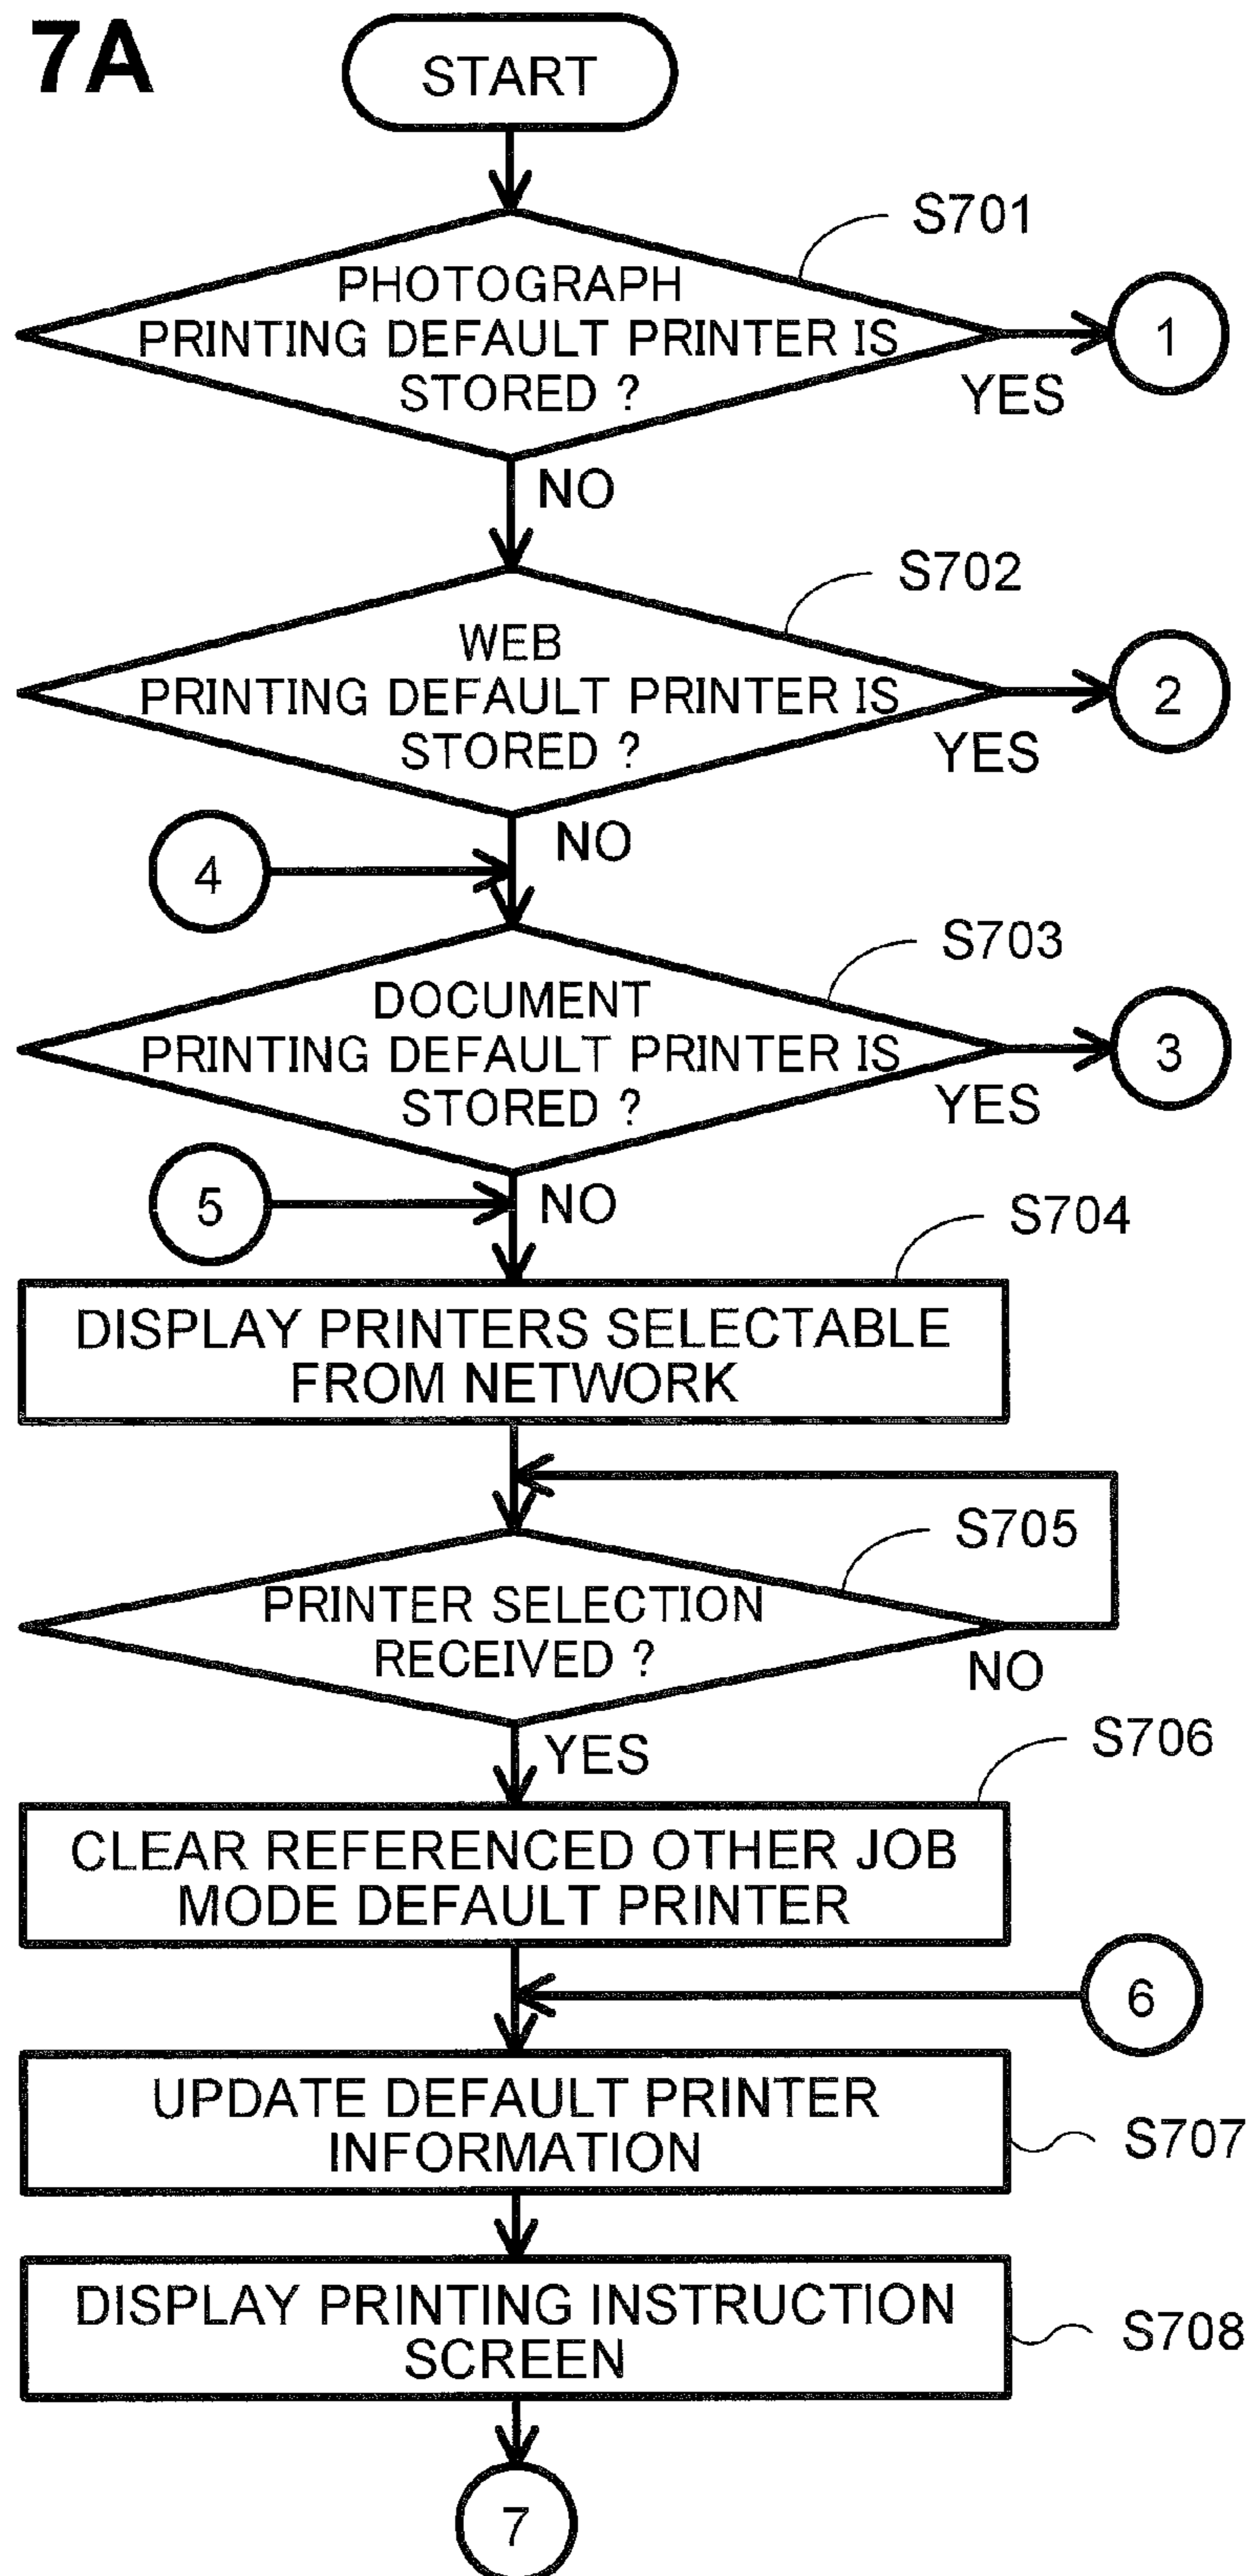 7A
START
S701
PHOTOGRAPH
PRINTING DEFAULT PRINTER IS
STORED ?
1
YES
NO
S702
WEB
PRINTING DEFAULT PRINTER IS
STORED ?
2
YES
NO
4
S703
DOCUMENT
PRINTING DEFAULT PRINTER IS
STORED ?
3
YES
5
NO
S704
DISPLAY PRINTERS SELECTABLE
FROM NETWORK
S705
PRINTER SELECTION
RECEIVED ?
NO
YES
S706
CLEAR REFERENCED OTHER JOB
MODE DEFAULT PRINTER
6
UPDATE DEFAULT PRINTER
INFORMATION
S707
DISPLAY PRINTING INSTRUCTION
SCREEN
S708
7